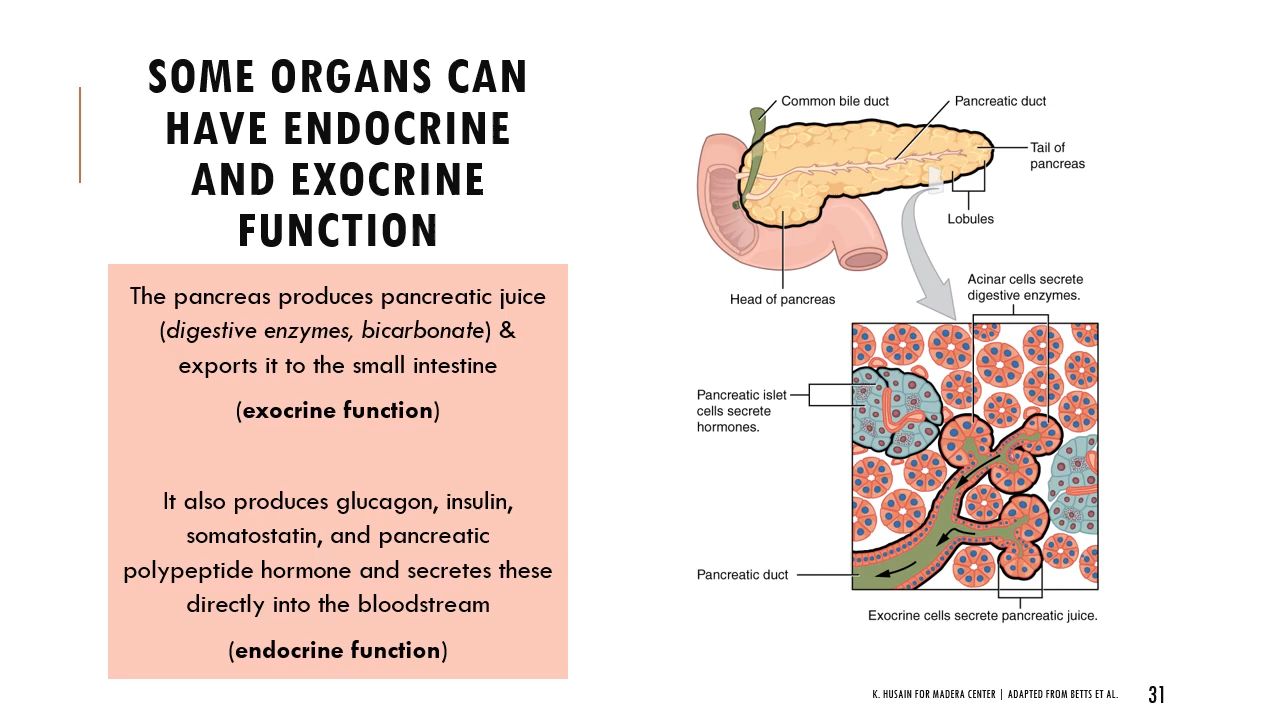 SOME ORGANS CAN
HAVE ENDOCRINE
AND EXOCRINE
FUNCTION
The pancreas produces pancreatic juice
(digestive enzymes, bicarbonate) &
exports it to the small intestine
(exocrine function)
It also produces glucagon, insulin,
somatostatin, and pancreatic
polypeptide hormone and secretes these
directly into the bloodstream
(endocrine function)
Common bile duct
Pancreatic duct
Tail of
pancreas
Lobules
Head of pancreas
Acinar cells secrete
digestive enzymes.
Pancreatic islet
cells secrete
hormones.
Pancreatic duct
Exocrine cells secrete pancreatic juice.
K. HUSAIN FOR MADERA CENTER | ADAPTED FROM BETTS ET AL.
31